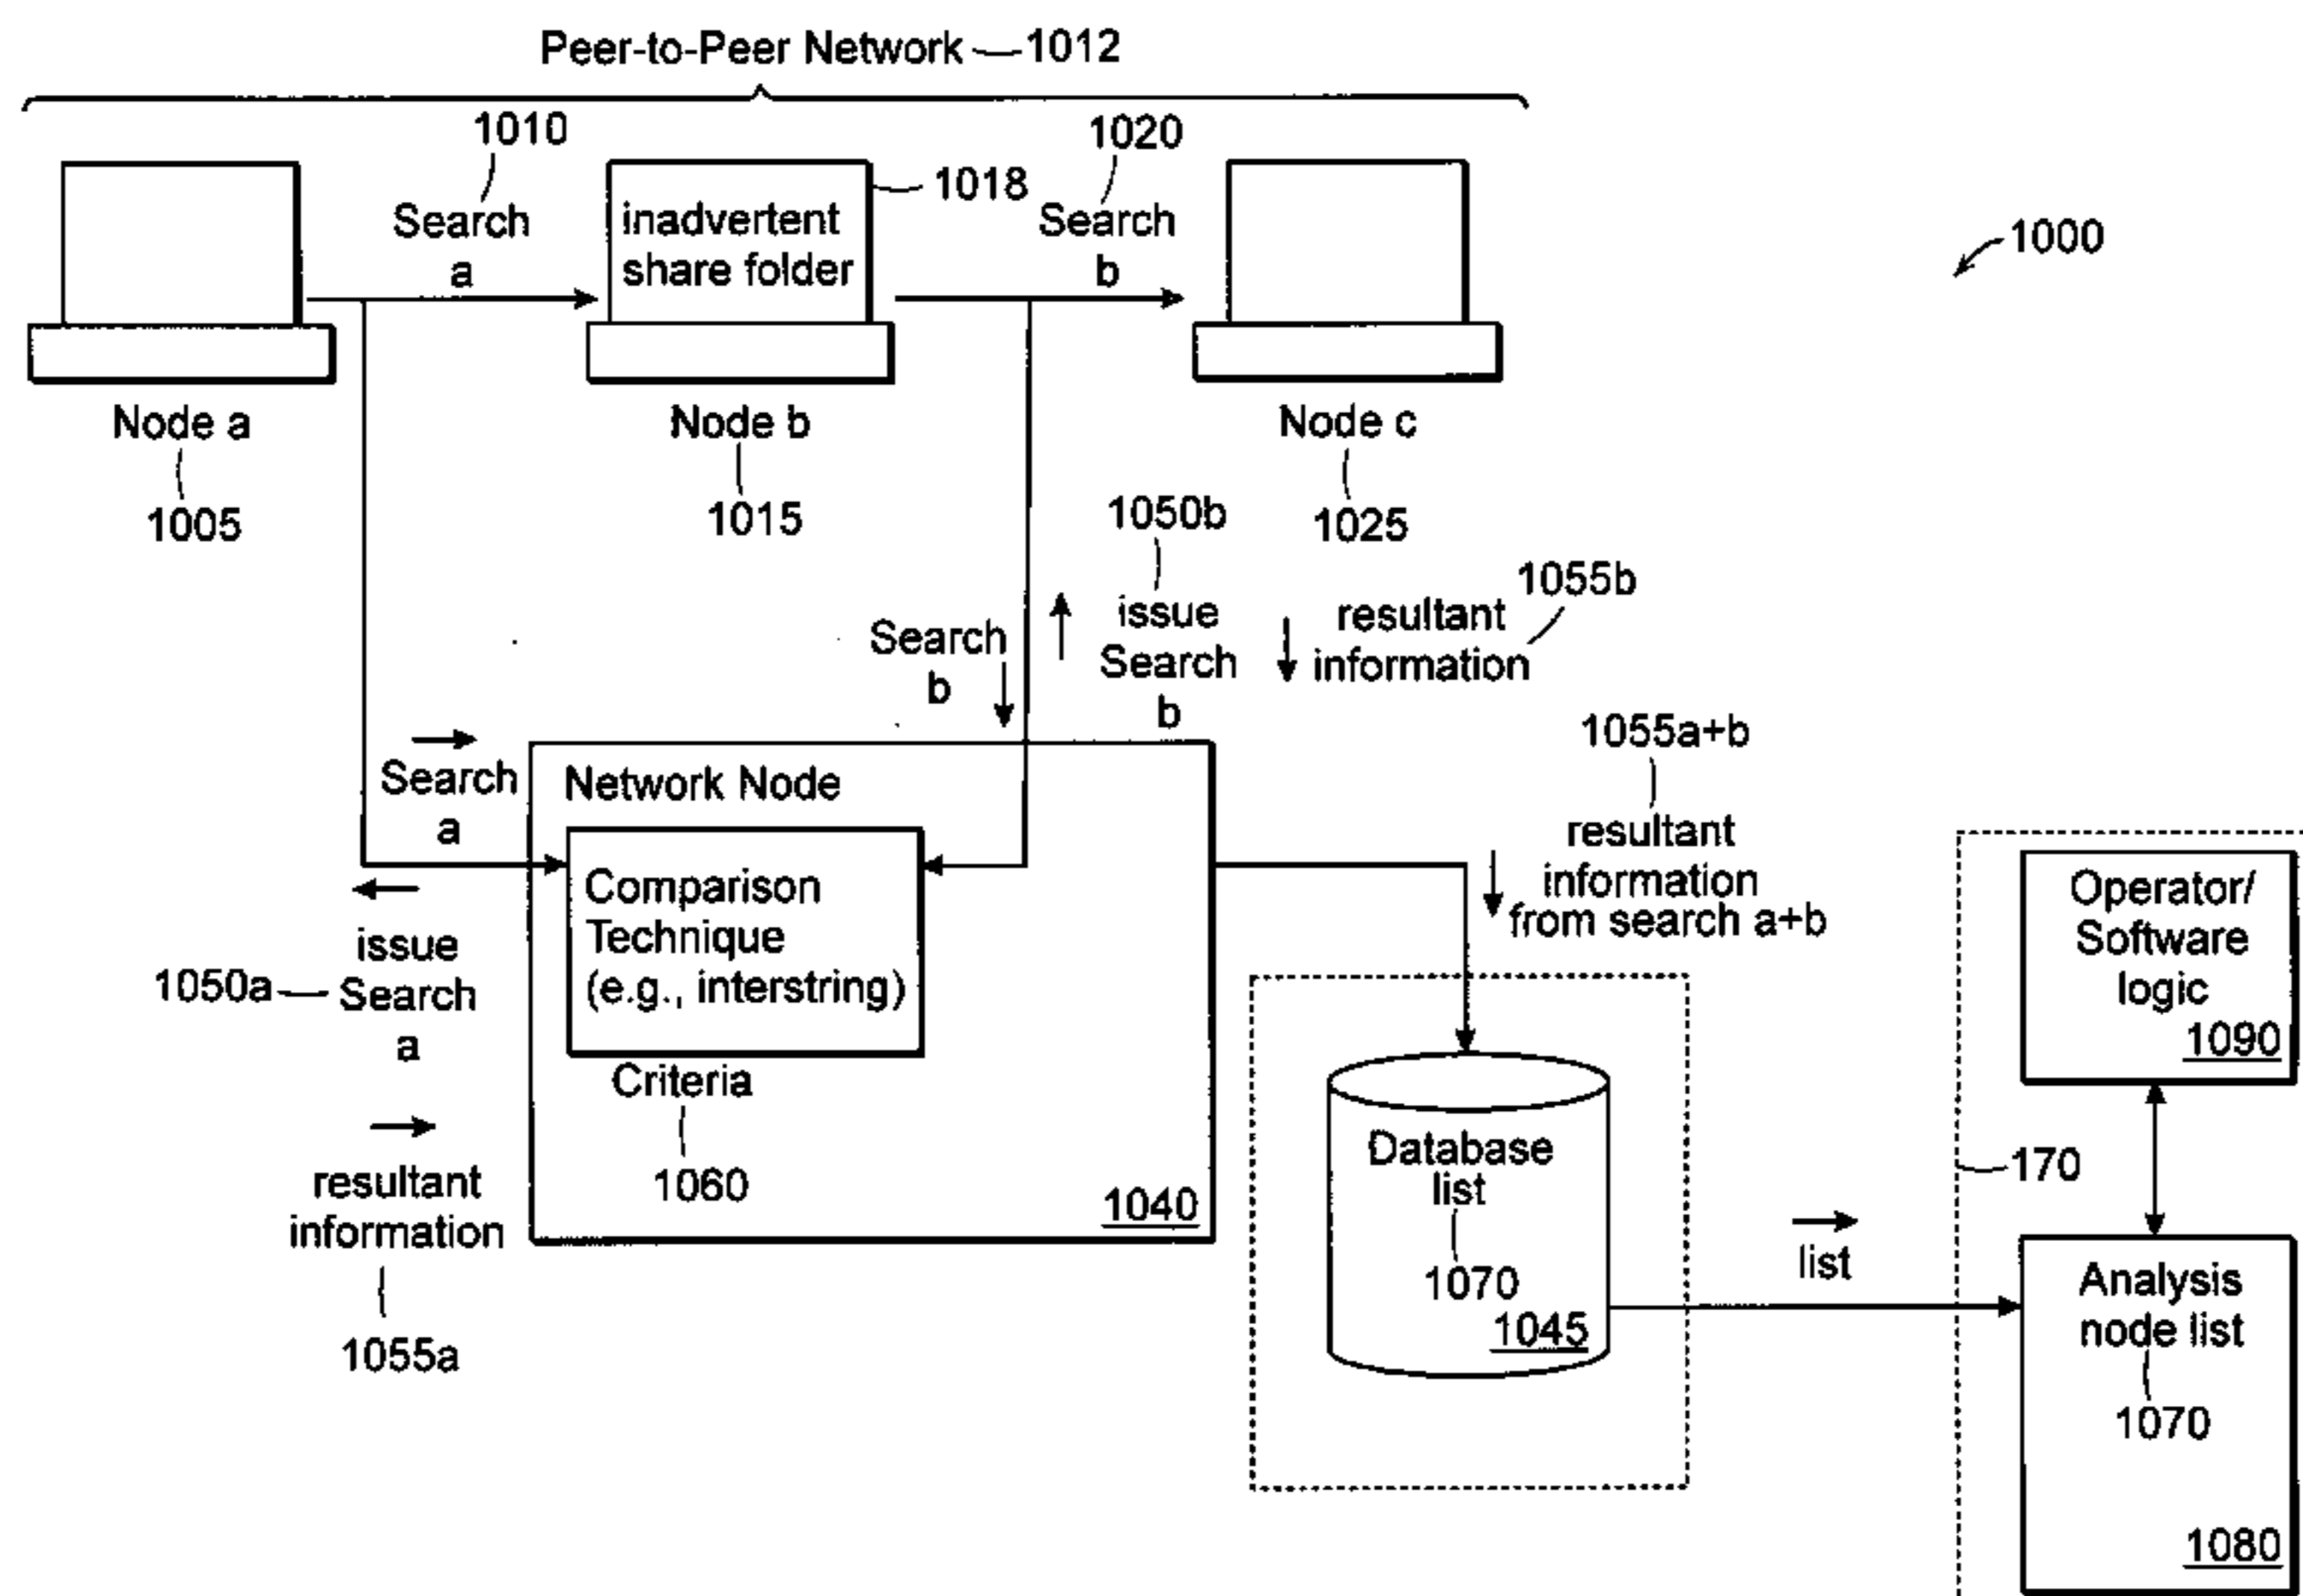 Peer-to-Peer Network 1012
1010
Search
a
inadvertent
share folder
1018
1020
Search
b
1000
Node a
1005
Node b
1015
Node c
1025
1050b
issue
Search
b
1055b
resultant
information
Search
b
Search
a
Network Node
Comparison
Technique
(e.g., interstring)
Criteria
1060
1040
issue
1050a Search
a
resultant
information
1055a
1055a+b
resultant
information
from search a+b
Database
list
1070
1045
list
170
Operator/
Software
logic
1090
Analysis
node list
1070
1080